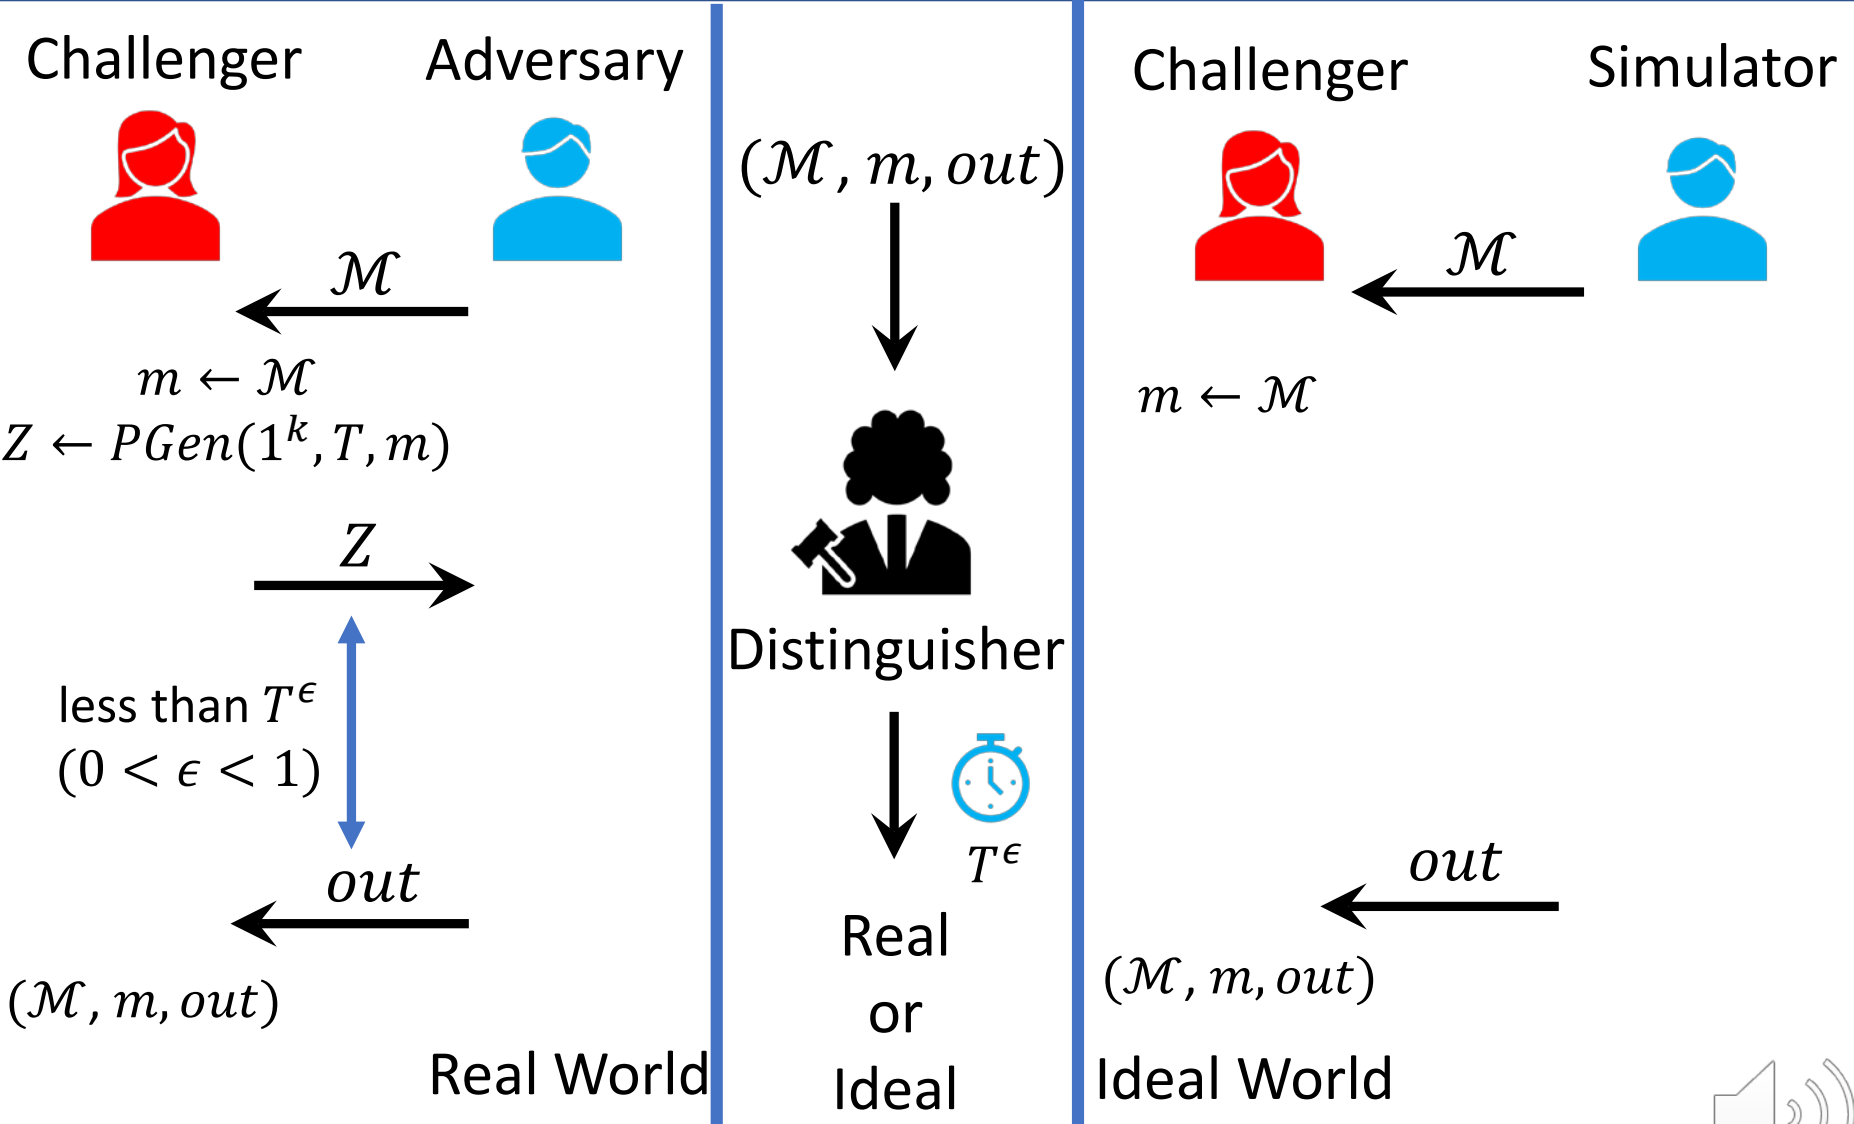 Challenger Adversary
ℳ
m ← ℳ
Z ← PGen(1^k, T, m)
Z
less than T^ϵ
(0 < ϵ < 1)
out
(ℳ, m, out)
Real World
(ℳ, m, out)
Distinguisher
T^ϵ
Real
or
Ideal
Challenger Simulator
ℳ
m ← ℳ
out
(ℳ, m, out)
Ideal World